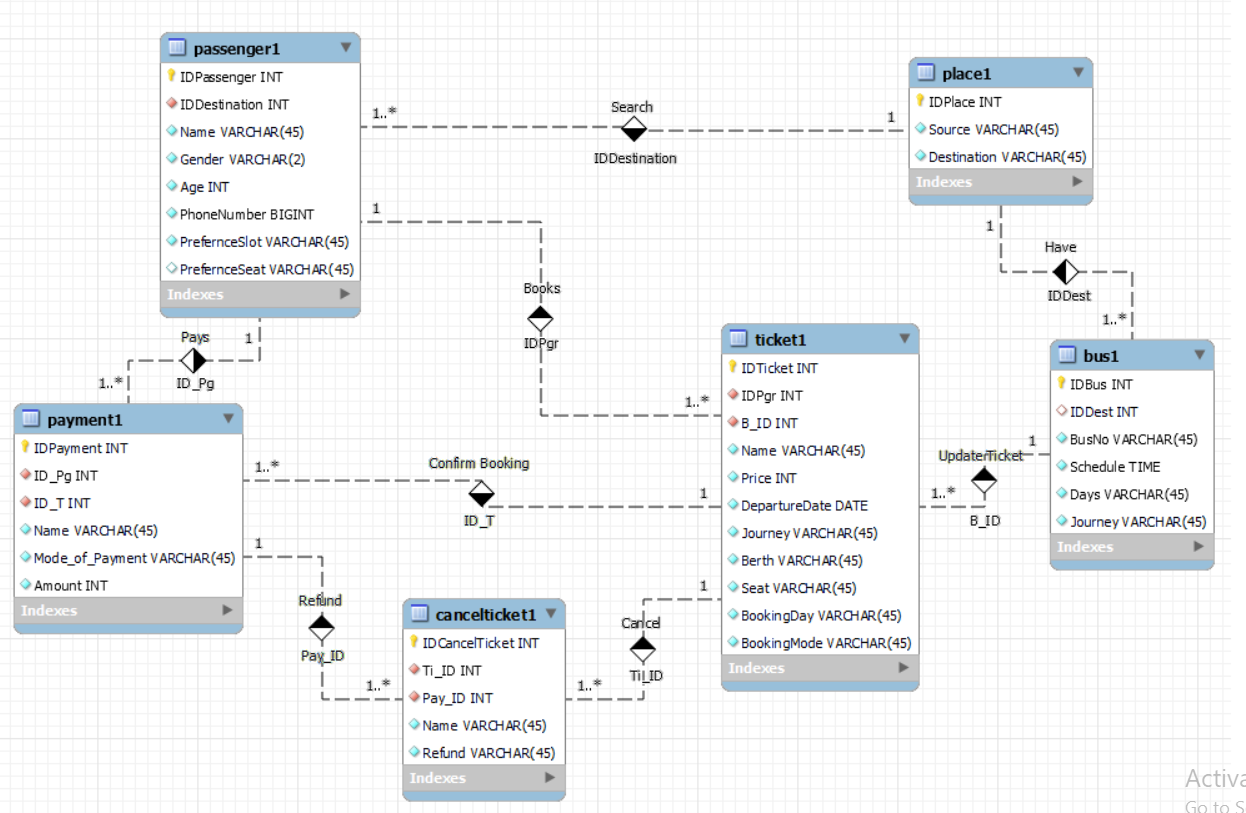 passenger1
IDPassenger INT
IDDestination INT
Name VARCHAR(45)
Gender VARCHAR(2)
Age INT
PhoneNumber BIGINT
PrefernceSlot VARCHAR(45)
PrefernceSeat VARCHAR(45)
Indexes
1..*
Search
IDDestination
1
place1
IDPlace INT
Source VARCHAR(45)
Destination VARCHAR(45)
Indexes
1
Have
IDDest
1..*
1
Books
IDPgr
1..*
Pays
1
ID_Pg
1..*
ticket1
IDTicket INT
IDPgr INT
B_ID INT
Name VARCHAR(45)
Price INT
DepartureDate DATE
Journey VARCHAR(45)
Berth VARCHAR(45)
Seat VARCHAR(45)
BookingDay VARCHAR(45)
BookingMode VARCHAR(45)
Indexes
bus1
IDBus INT
IDDest INT
BusNo VARCHAR(45)
Schedule TIME
Days VARCHAR(45)
Journey VARCHAR(45)
Indexes
1
UpdateTicket
1..*
B_ID
payment1
IDPayment INT
ID_Pg INT
ID_T INT
Name VARCHAR(45)
Mode_of_Payment VARCHAR(45)
Amount INT
Indexes
1..*
Confirm Booking
1
ID_T
1
Refund
Pay_ID
1..*
cancelticket1
IDCancelTicket INT
Ti_ID INT
Pay_ID INT
Name VARCHAR(45)
Refund VARCHAR(45)
Indexes
1
Cancel
Ti_ID
1..*
Activa
Go to S